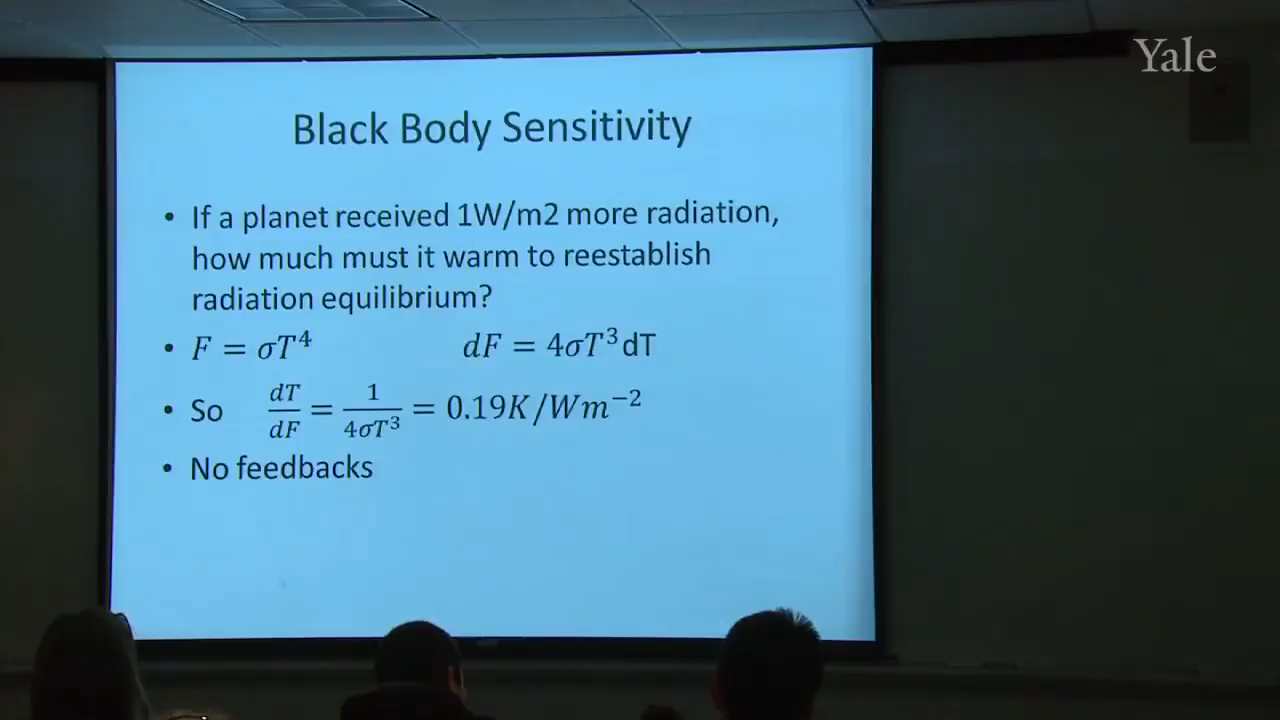 Yale
Black Body Sensitivity
• If a planet received 1W/m2 more radiation,
how much must it warm to reestablish
radiation equilibrium?
• F = σT⁴ dF = 4σT³dT
• So dT/dF = 1/4σT³ = 0.19K/Wm⁻²
• No feedbacks